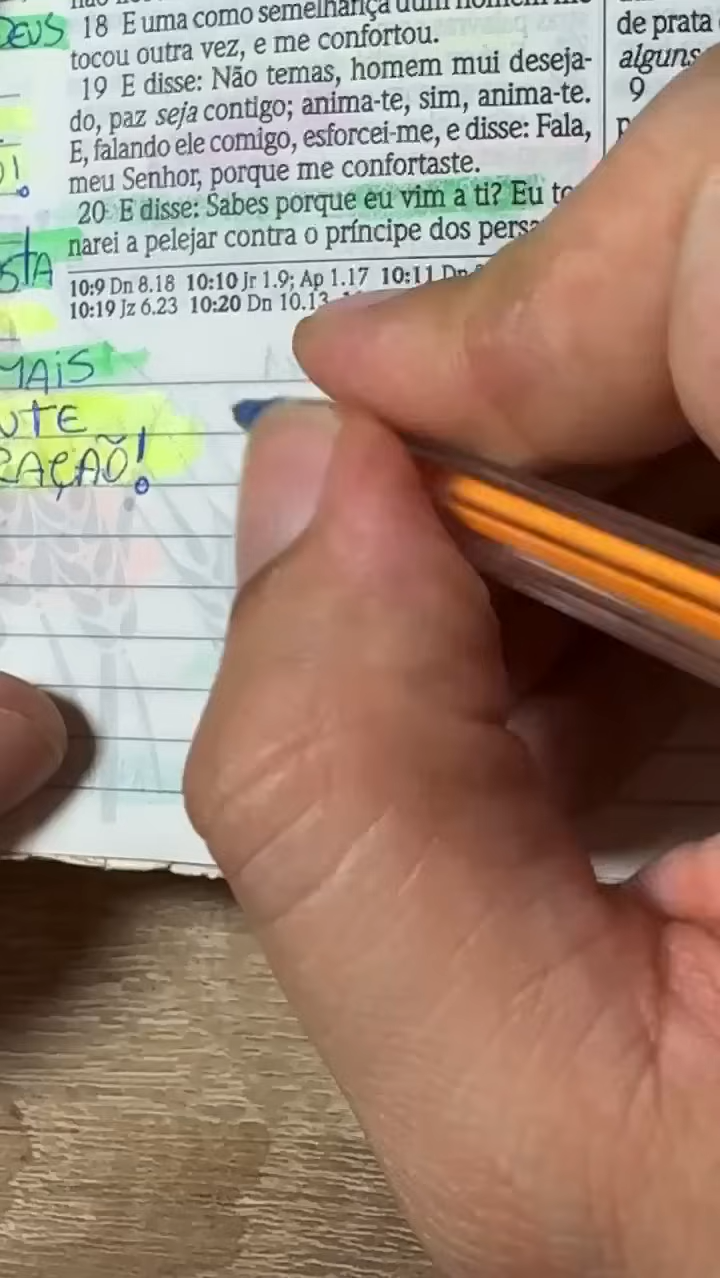 DEUS
18 E uma como semelhança dum
tocou outra vez, e me confortou.
19 E disse: Não temas, homem mui deseja-
do, paz seja contigo; anima-te, sim, anima-te.
E, falando ele comigo, esforcei-me, e disse: Fala,
meu Senhor, porque me confortaste.
20 E disse: Sabes porque eu vim a ti? Eu to
narei a pelejar contra o príncipe dos persa
10:9 Dn 8.18 10:10 Jr 1.9; Ap 1.17 10:11 Dn
10:19 Jz 6.23 10:20 Dn 10.13
de prata
alguns
9
MAIS
UTE
RAÇÃO!